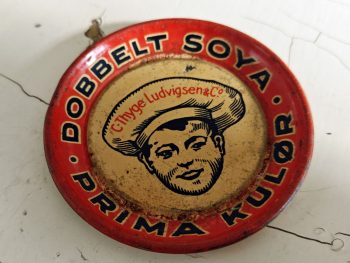 DOBBELT SOYA
C. Thyge Ludvigsen & Co
PRIMA KULØR